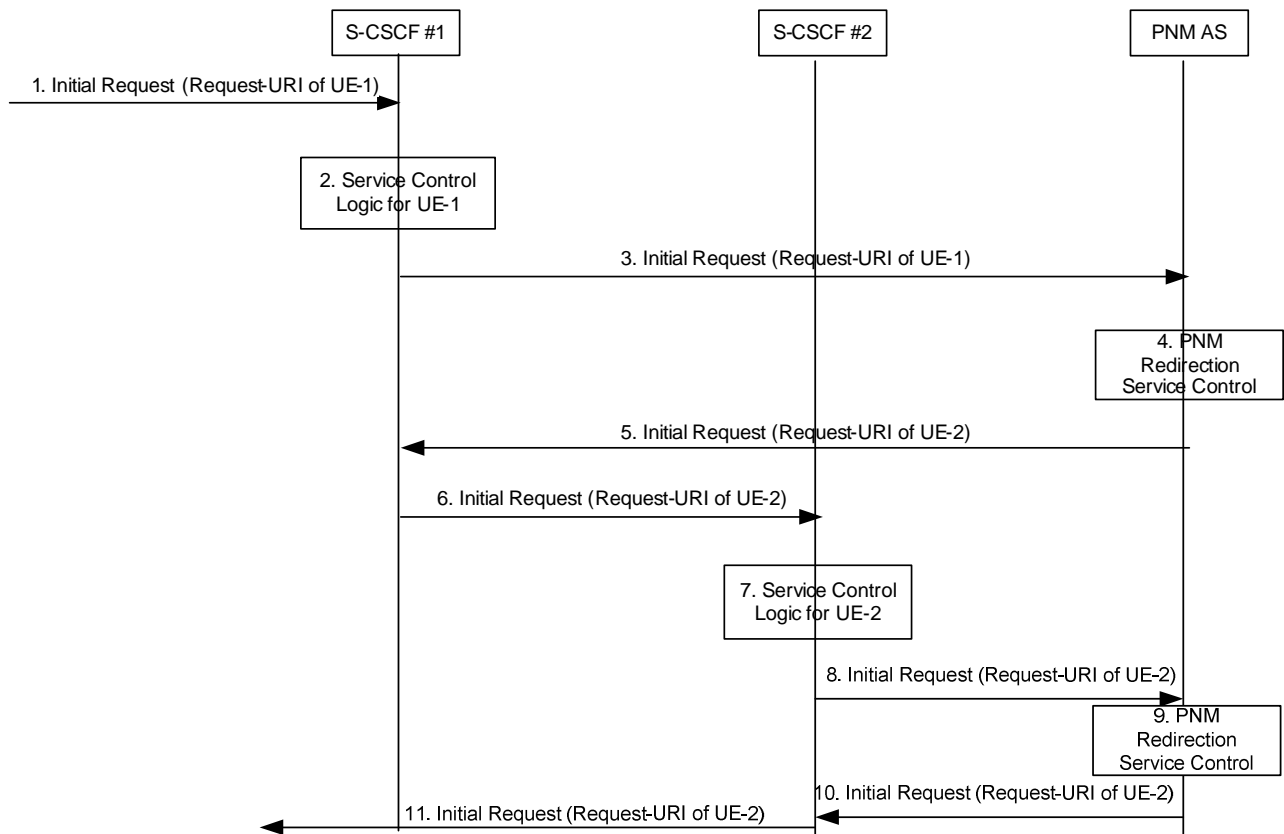 S-CSCF #1
S-CSCF #2
PNM AS
1. Initial Request (Request-URI of UE-1)
2. Service Control
Logic for UE-1
3. Initial Request (Request-URI of UE-1)
4. PNM
Redirection
Service Control
5. Initial Request (Request-URI of UE-2)
6. Initial Request (Request-URI of UE-2)
7. Service Control
Logic for UE-2
8. Initial Request (Request-URI of UE-2)
9. PNM
Redirection
Service Control
10. Initial Request (Request-URI of UE-2)
11. Initial Request (Request-URI of UE-2)